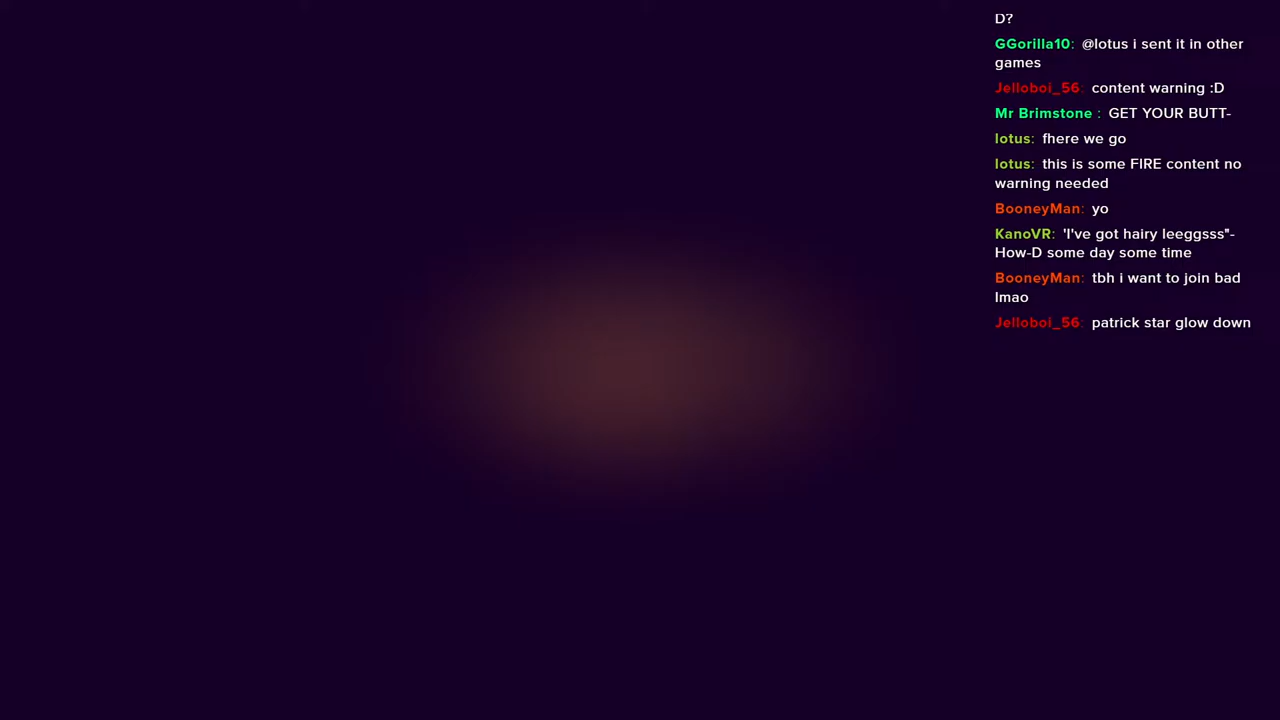 D?
GGorilla10: @lotus i sent it in other
games
Jelloboi_56: content warning :D
Mr Brimstone : GET YOUR BUTT-
lotus: fhere we go
lotus: this is some FIRE content no
warning needed
BooneyMan: yo
KanoVR: 'I've got hairy leeggsss"-
How-D some day some time
BooneyMan: tbh i want to join bad
lmao
Jelloboi_56: patrick star glow down